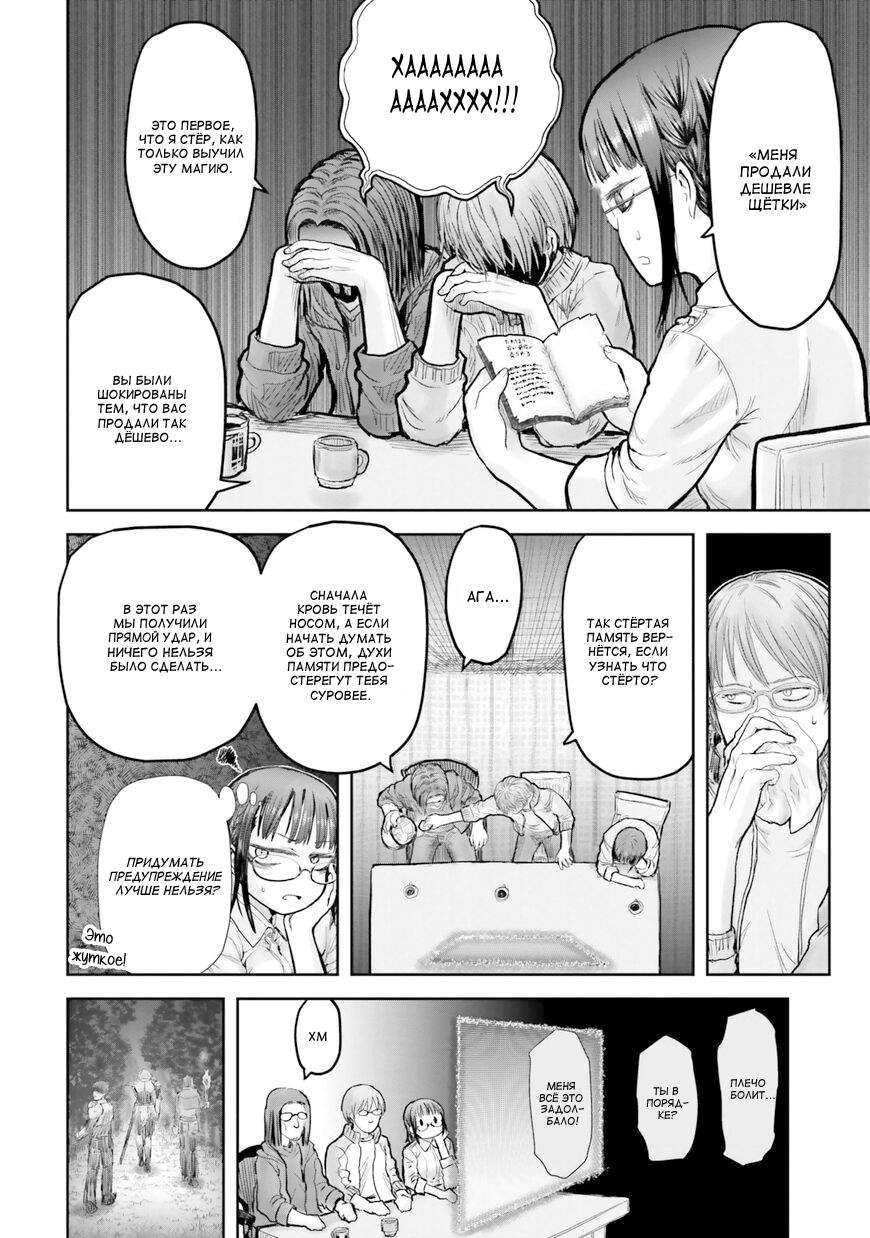 «МЕНЯ
ПРОДАЛИ
ДЕШЕВЛЕ
ЩЁТКИ»
ХААААААААА
ААААХХХХ!!!
ЭТО ПЕРВОЕ,
ЧТО Я СТЁР, КАК
ТОЛЬКО ВЫУЧИЛ
ЭТУ МАГИЮ.
ВЫ БЫЛИ
ШОКИРОВАНЫ
ТЕМ, ЧТО ВАС
ПРОДАЛИ ТАК
ДЁШЕВО...
ТАК СТЁРТАЯ
ПАМЯТЬ ВЕР-
НЁТСЯ, ЕСЛИ
УЗНАТЬ ЧТО
СТЁРТО?
АГА...
СНАЧАЛА
КРОВЬ ТЕЧЁТ
НОСОМ, А ЕСЛИ
НАЧАТЬ ДУМАТЬ
ОБ ЭТОМ, ДУХИ
ПАМЯТИ ПРЕДО-
СТЕРЕГУТ ТЕБЯ
СУРОВЕЕ.
В ЭТОТ РАЗ
МЫ ПОЛУЧИЛИ
ПРЯМОЙ УДАР, И
НИЧЕГО НЕЛЬЗЯ
БЫЛО СДЕЛАТЬ...
ПРИДУМАТЬ
ПРЕДУПРЕЖДЕНИЕ
ЛУЧШЕ НЕЛЬЗЯ?
Это
жуткое!
ПЛЕЧО
БОЛИТ...
ТЫ В
ПОРЯД-
КЕ?
МЕНЯ
ВСЁ ЭТО
ЗАДОЛ-
БАЛО!
ХМ